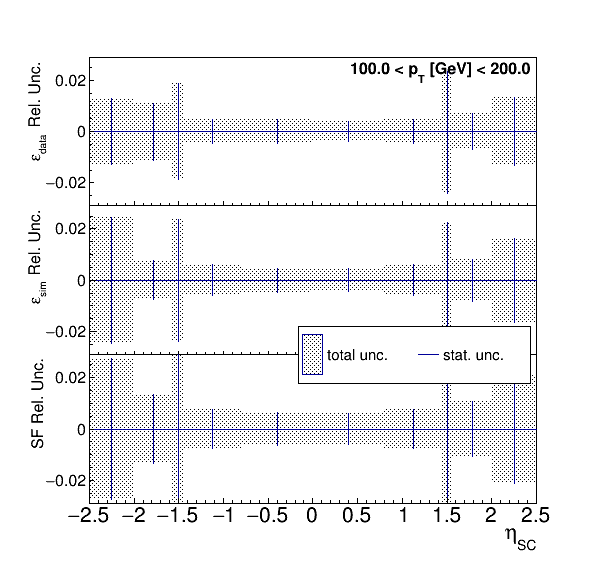 100.0 < p_T [GeV] < 200.0
ε_data Rel. Unc.
0.02
0
−0.02
ε_sim Rel. Unc.
0.02
0
−0.02
total unc. stat. unc.
SF Rel. Unc.
0.02
0
−0.02
−2.5 −2 −1.5 −1 −0.5 0 0.5 1 1.5 2 2.5
η_SC